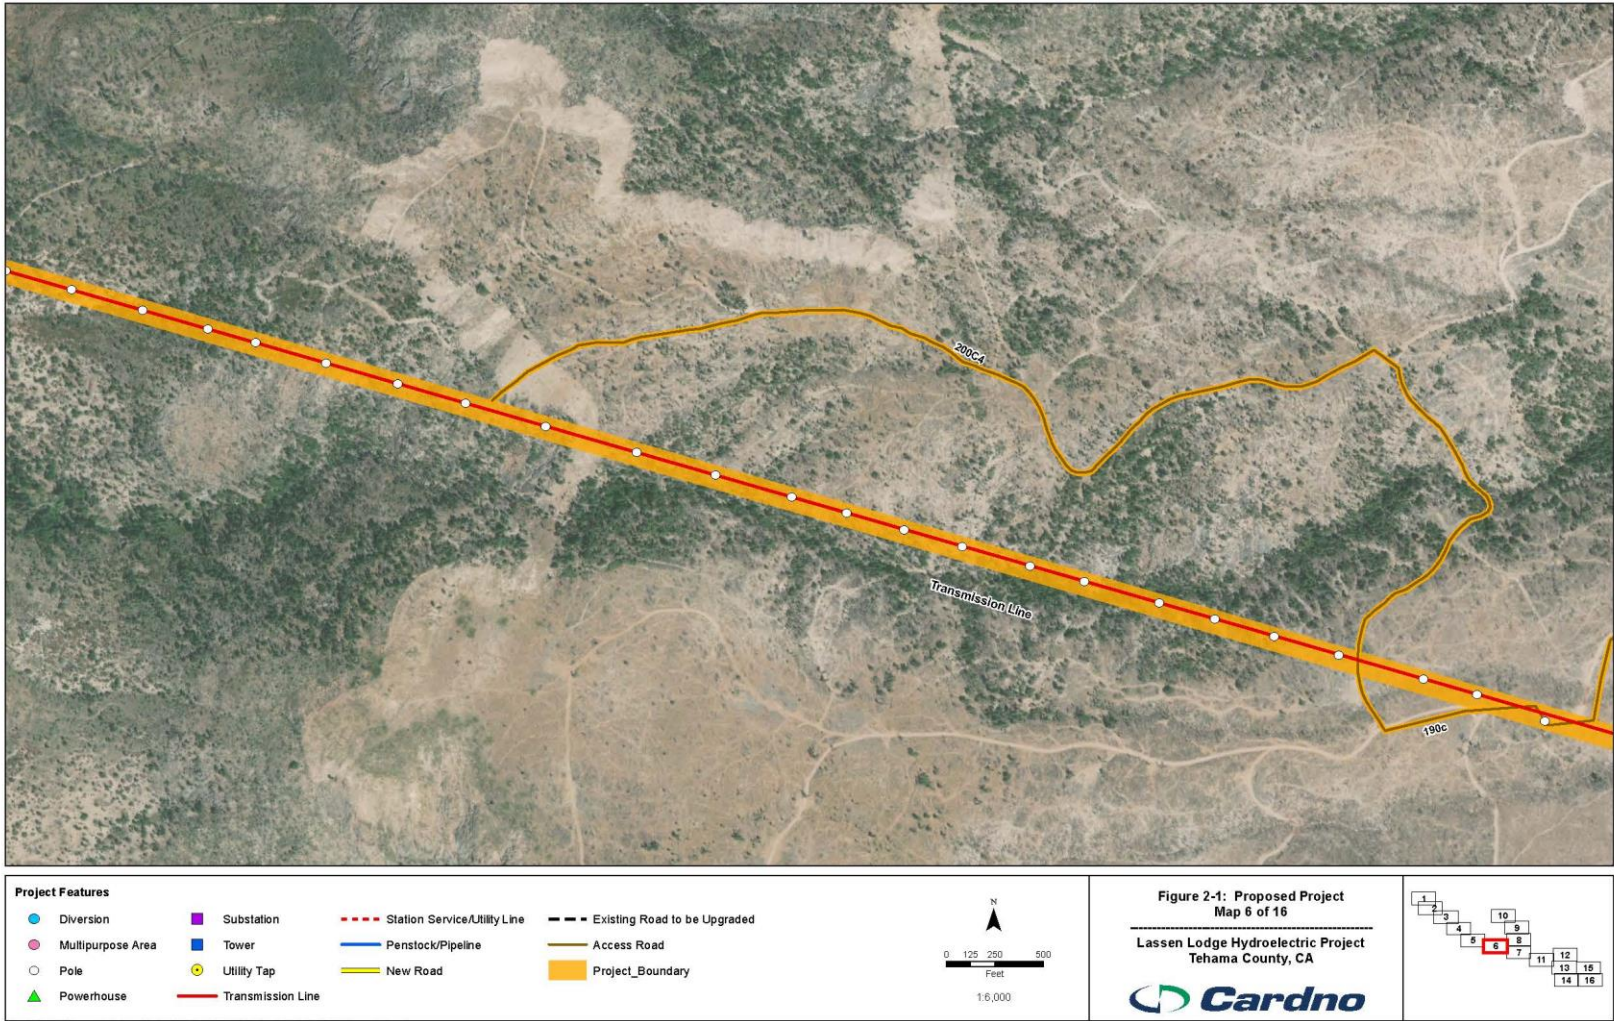 200C4
Transmission Line
190c
Project Features
Diversion
Multipurpose Area
Pole
Powerhouse
Substation
Tower
Utility Tap
Transmission Line
Station Service/Utility Line
Penstock/Pipeline
New Road
Existing Road to be Upgraded
Access Road
Project_Boundary
N
0 125 250 500
Feet
1:6,000
Figure 2-1: Proposed Project
Map 6 of 16
Lassen Lodge Hydroelectric Project
Tehama County, CA
Cardno
1
2
3
4
5
6
7
8
9
10
11
12
13
14
15
16